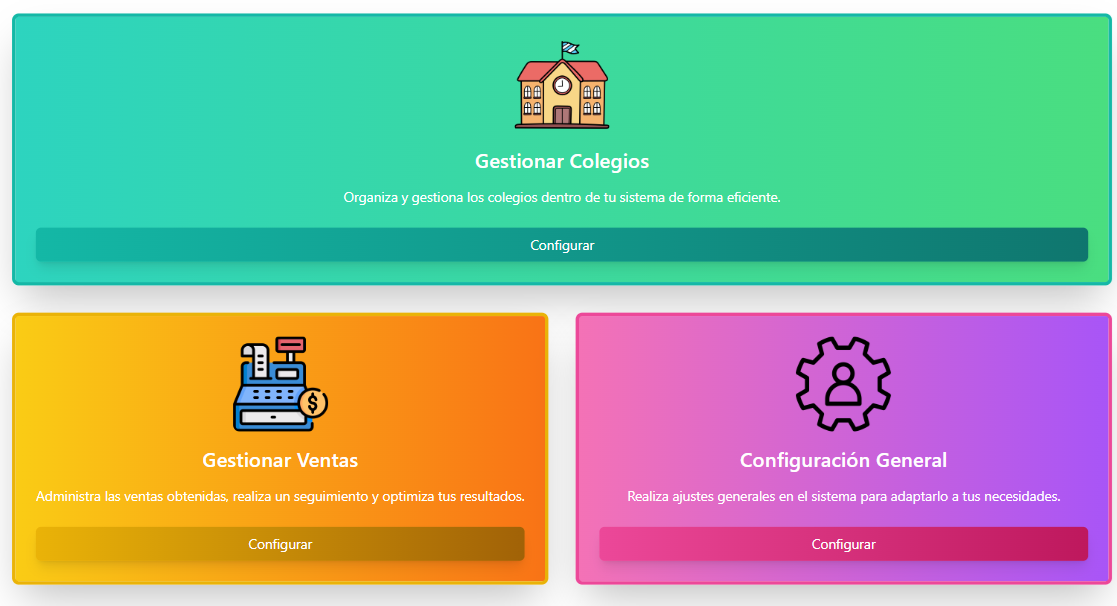 Gestionar Colegios
Organiza y gestiona los colegios dentro de tu sistema de forma eficiente.
Configurar
Gestionar Ventas
Administra las ventas obtenidas, realiza un seguimiento y optimiza tus resultados.
Configurar
Configuración General
Realiza ajustes generales en el sistema para adaptarlo a tus necesidades.
Configurar